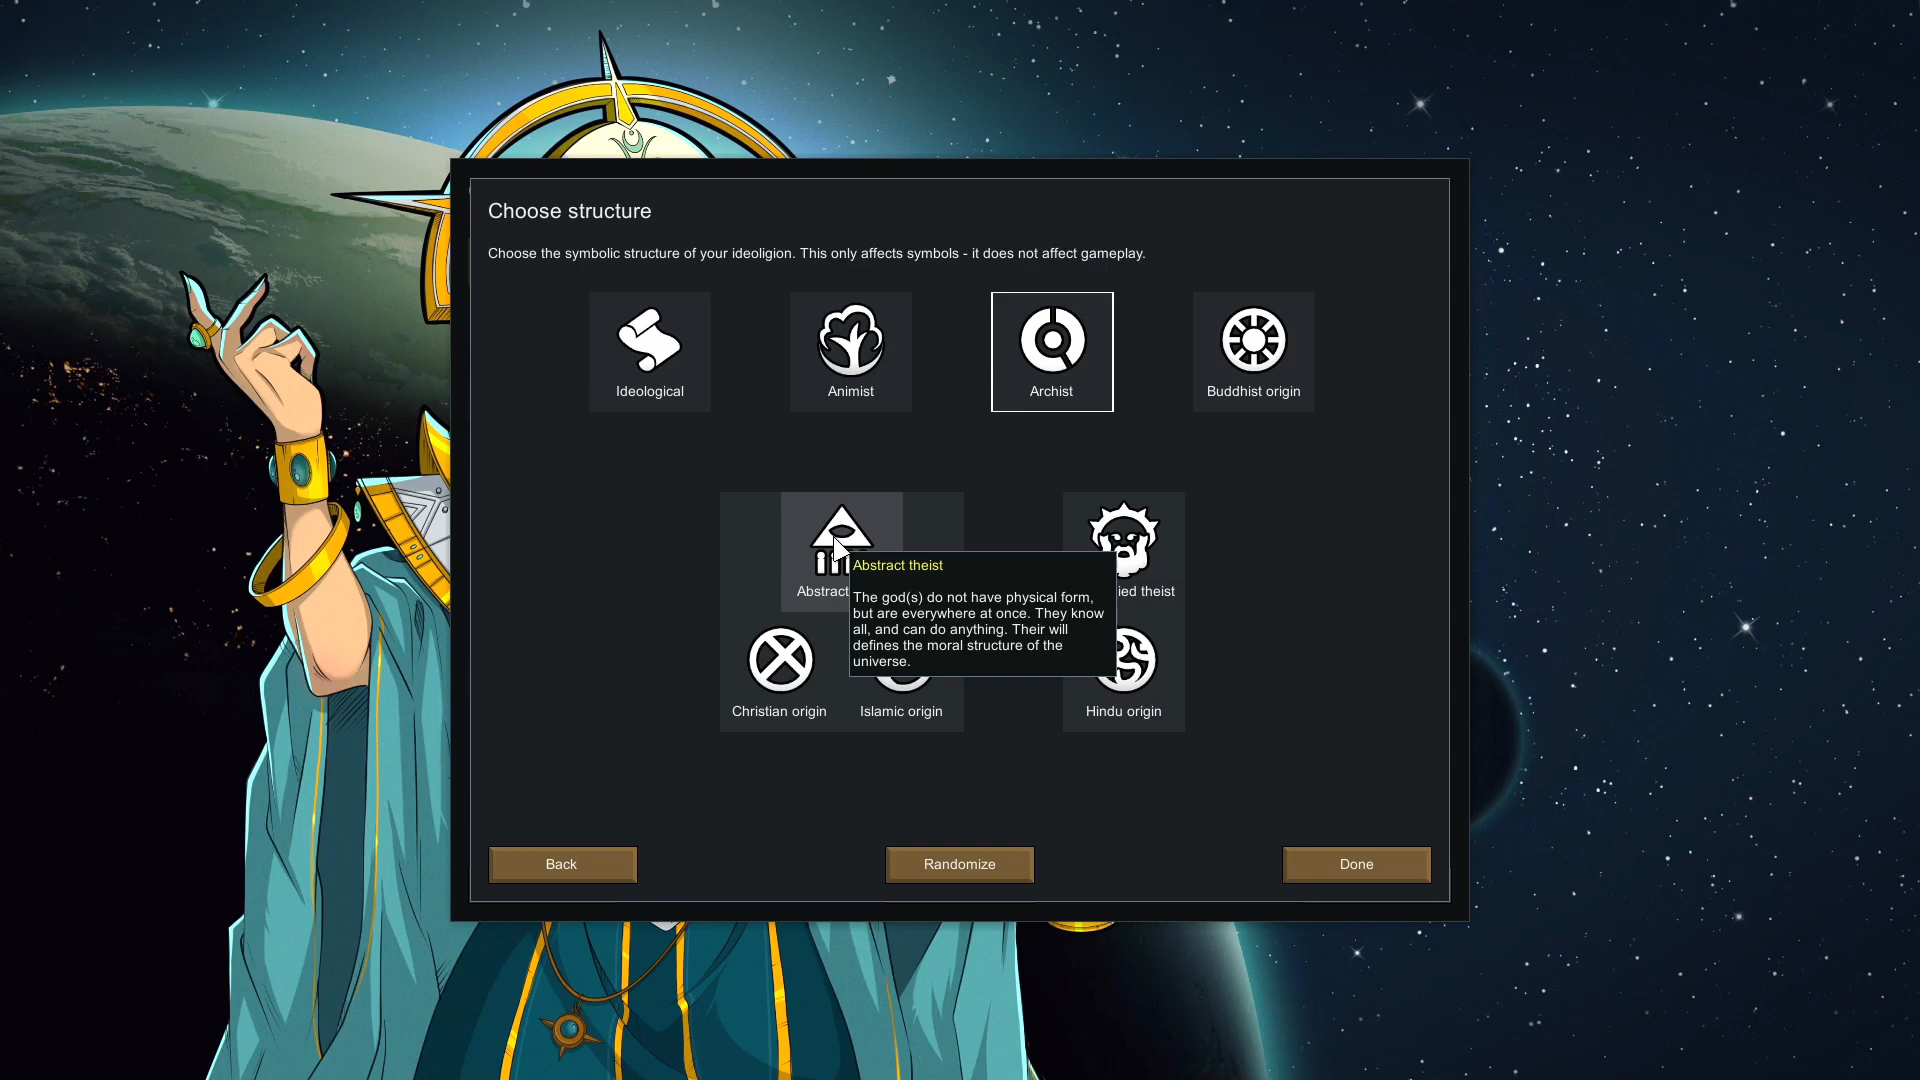 Choose structure
Choose the symbolic structure of your ideoligion. This only affects symbols - it does not affect gameplay.
Ideological
Animist
Archist
Buddhist origin
Abstract
Abstract theist
The god(s) do not have physical form,
but are everywhere at once. They know
all, and can do anything. Their will
defines the moral structure of the
universe.
theist
Christian origin
Islamic origin
Hindu origin
Back
Randomize
Done